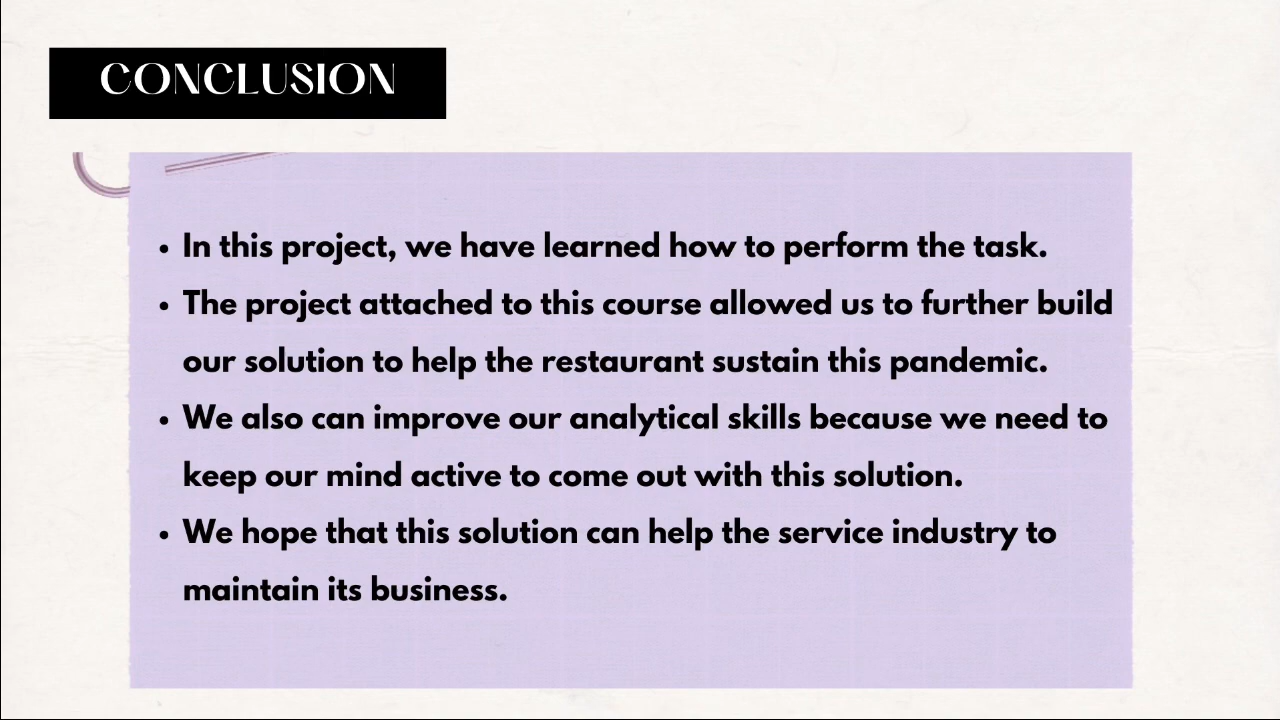 CONCLUSION
• In this project, we have learned how to perform the task.
• The project attached to this course allowed us to further build
our solution to help the restaurant sustain this pandemic.
• We also can improve our analytical skills because we need to
keep our mind active to come out with this solution.
• We hope that this solution can help the service industry to
maintain its business.